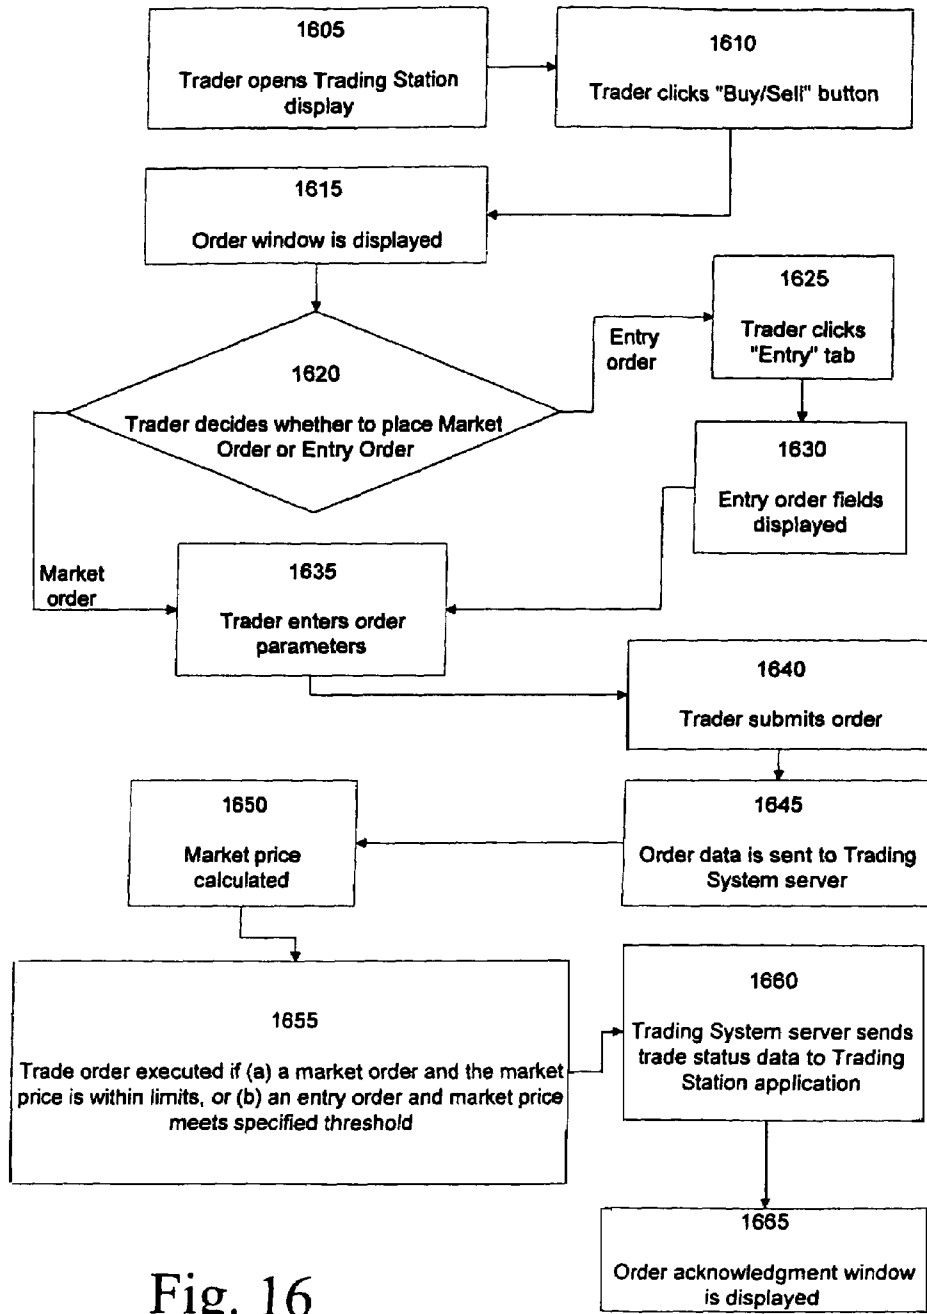 1605
Trader opens Trading Station
display
1610
Trader clicks "Buy/Sell" button
1615
Order window is displayed
1620
Trader decides whether to place Market
Order or Entry Order
Entry
order
1625
Trader clicks
"Entry" tab
1630
Entry order fields
displayed
Market
order
1635
Trader enters order
parameters
1640
Trader submits order
1645
Order data is sent to Trading
System server
1650
Market price
calculated
1655
Trade order executed if (a) a market order and the market
price is within limits, or (b) an entry order and market price
meets specified threshold
1660
Trading System server sends
trade status data to Trading
Station application
1665
Order acknowledgment window
is displayed
Fig. 16